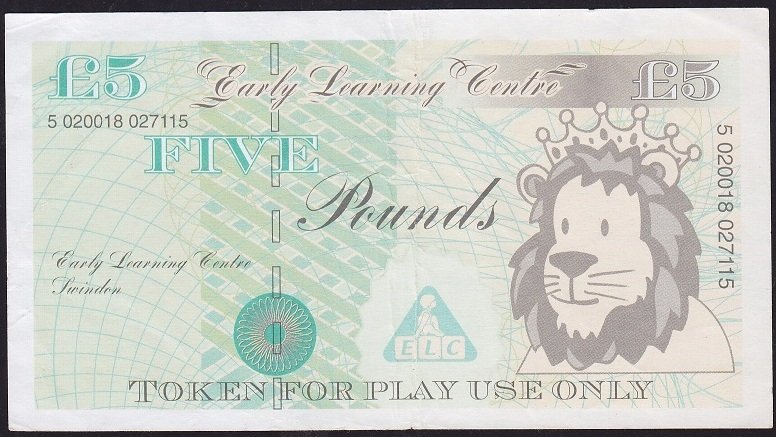 £5
Early Learning Centre
£5
5 020018 027115
FIVE
Pounds
5 020018 027115
Early Learning Centre
Swindon
ELC
TOKEN FOR PLAY USE ONLY